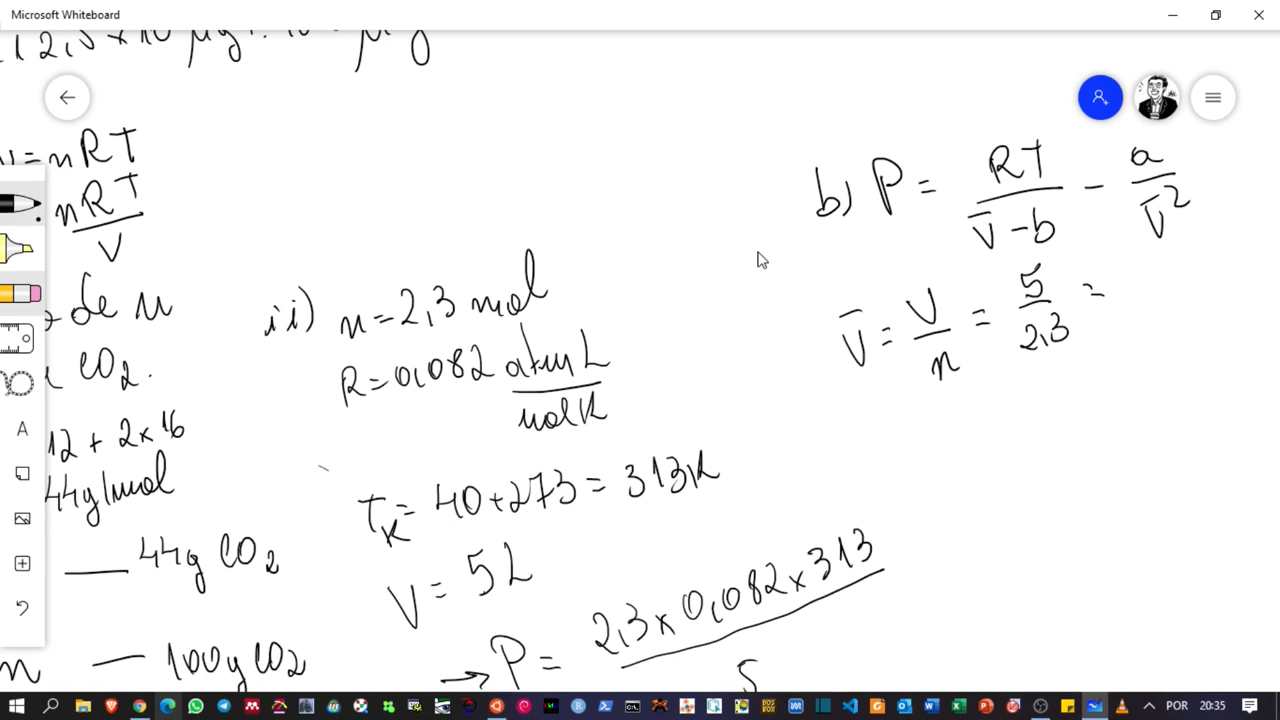 Microsoft Whiteboard
= nRT
nRT
V
de n
CO2.
12 + 2x16
44g/mol
44g CO2
n — 100g CO2
ii) n = 2,3 mol
R = 0,082 atm L
mol K
TK = 40 + 273 = 313 K
V = 5L
→ P = 2,3 x 0,082 x 313
5
b) P = RT / V̄ - b - a / V̄²
V̄ = V / n = 5 / 2,3 =
A
POR 20:35